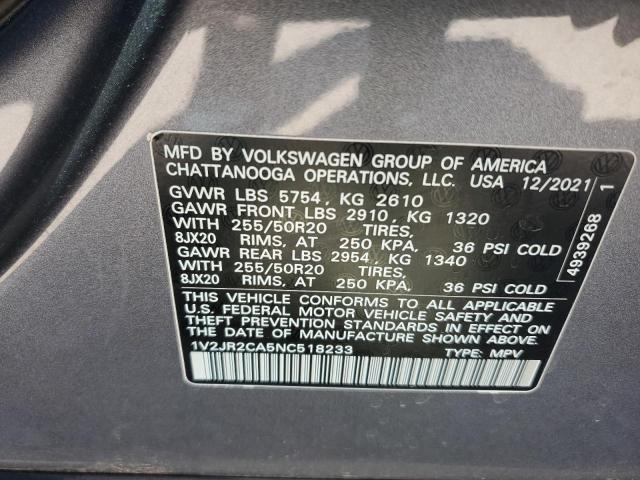 MFD BY VOLKSWAGEN GROUP OF AMERICA
CHATTANOOGA OPERATIONS, LLC. USA 12/2021
GVWR LBS 5754, KG 2610
GAWR FRONT LBS 2910, KG 1320
WITH 255/50R20 TIRES,
8JX20 RIMS, AT 250 KPA, 36 PSI COLD
GAWR REAR LBS 2954, KG 1340
WITH 255/50R20 TIRES,
8JX20 RIMS, AT 250 KPA, 36 PSI COLD
THIS VEHICLE CONFORMS TO ALL APPLICABLE
U.S. FEDERAL MOTOR VEHICLE SAFETY AND
THEFT PREVENTION STANDARDS IN EFFECT ON
THE DATE OF MANUFACTURE SHOWN ABOVE.
1V2JR2CA5NC518233 TYPE: MPV
4939268 1